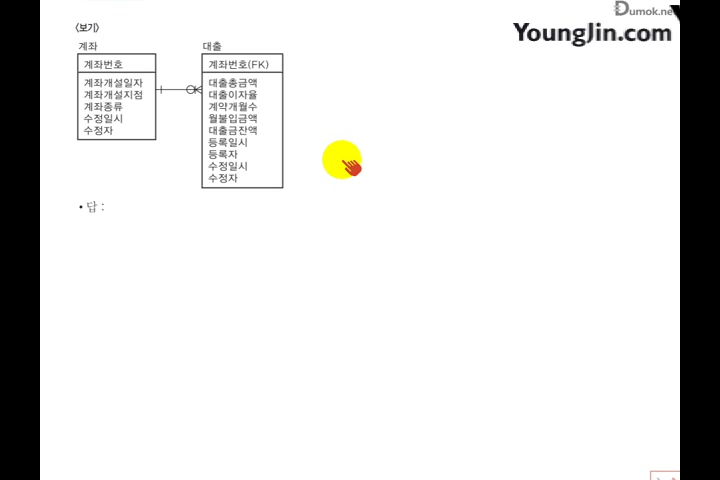 Dumok.ne
YoungJin.com
<보기>
계좌
계좌번호
계좌개설일자
계좌개설지점
계좌종류
수정일시
수정자
대출
계좌번호(FK)
대출총금액
대출이자율
계약개월수
월불입금액
대출금잔액
등록일시
등록자
수정일시
수정자
• 답 :